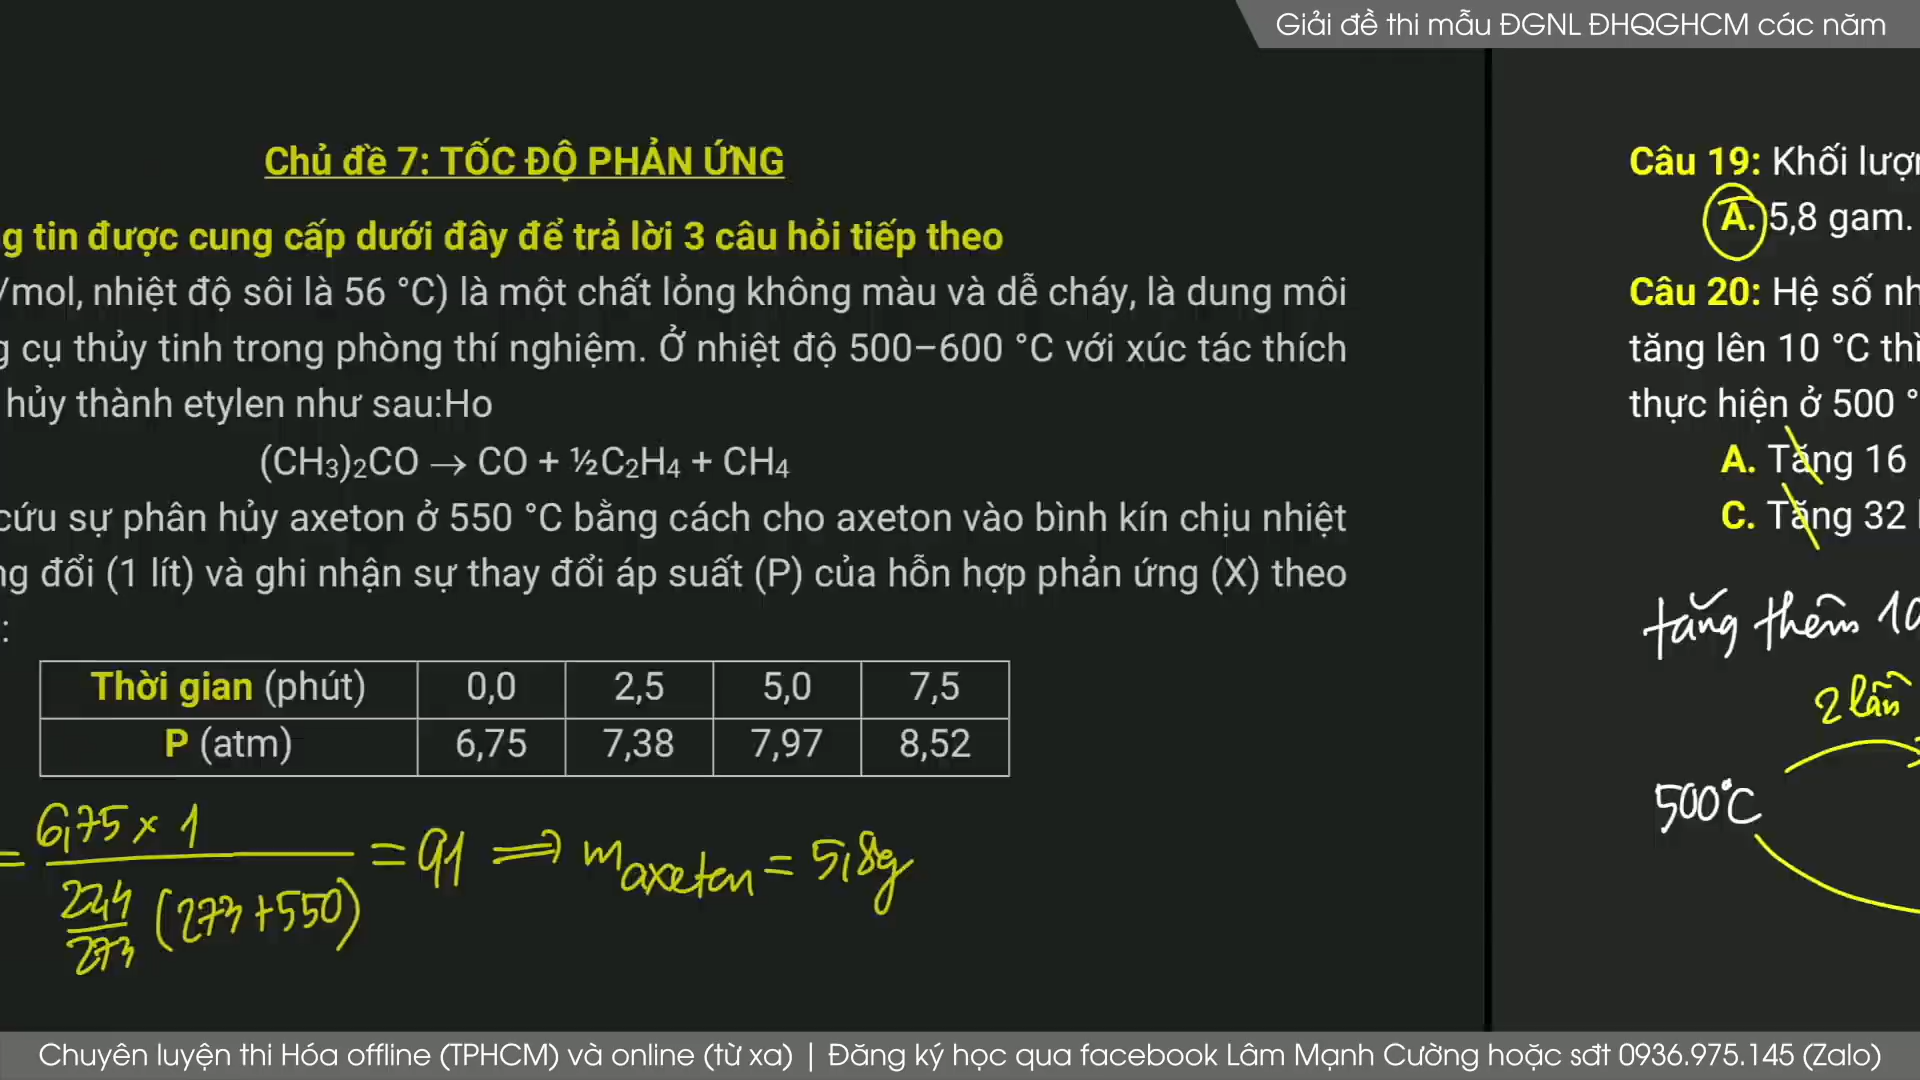 Giải đề thi mẫu ĐGNL ĐHQGHCM các năm
Chủ đề 7: TỐC ĐỘ PHẢN ỨNG
g tin được cung cấp dưới đây để trả lời 3 câu hỏi tiếp theo
/mol, nhiệt độ sôi là 56 °C) là một chất lỏng không màu và dễ cháy, là dung môi
g cụ thủy tinh trong phòng thí nghiệm. Ở nhiệt độ 500–600 °C với xúc tác thích
hủy thành etylen như sau:Ho
(CH₃)₂CO → CO + ½C₂H₄ + CH₄
cứu sự phân hủy axeton ở 550 °C bằng cách cho axeton vào bình kín chịu nhiệt
ng đổi (1 lít) và ghi nhận sự thay đổi áp suất (P) của hỗn hợp phản ứng (X) theo
:
Thời gian (phút) 0,0 2,5 5,0 7,5
P (atm) 6,75 7,38 7,97 8,52
= 6,75 x 1 / 22,4/273 (273+550) = 0,1 ⟹ m axeton = 5,8g
Câu 19: Khối lượn
A. 5,8 gam.
Câu 20: Hệ số nh
tăng lên 10 °C thì
thực hiện ở 500 °
A. Tăng 16
C. Tăng 32 l
tăng thêm 10
2 lần
500°C
Chuyên luyện thi Hóa offline (TPHCM) và online (từ xa) | Đăng ký học qua facebook Lâm Mạnh Cường hoặc sđt 0936.975.145 (Zalo)